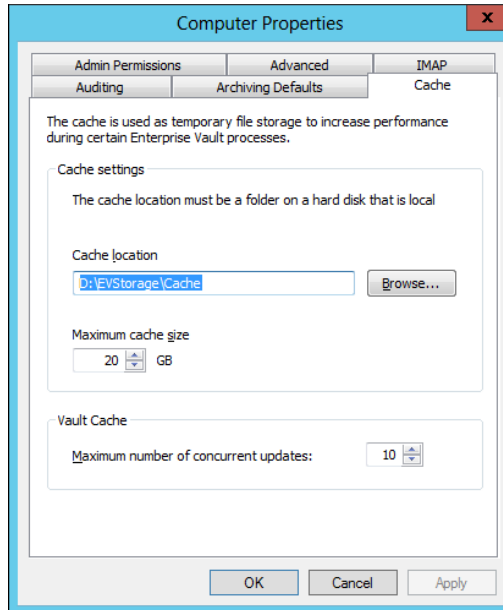 Computer Properties
x
Admin Permissions Advanced IMAP
Auditing Archiving Defaults Cache
The cache is used as temporary file storage to increase performance
during certain Enterprise Vault processes.
Cache settings
The cache location must be a folder on a hard disk that is local
Cache location
D:\EVStorage\Cache Browse...
Maximum cache size
20 GB
Vault Cache
Maximum number of concurrent updates: 10
OK Cancel Apply